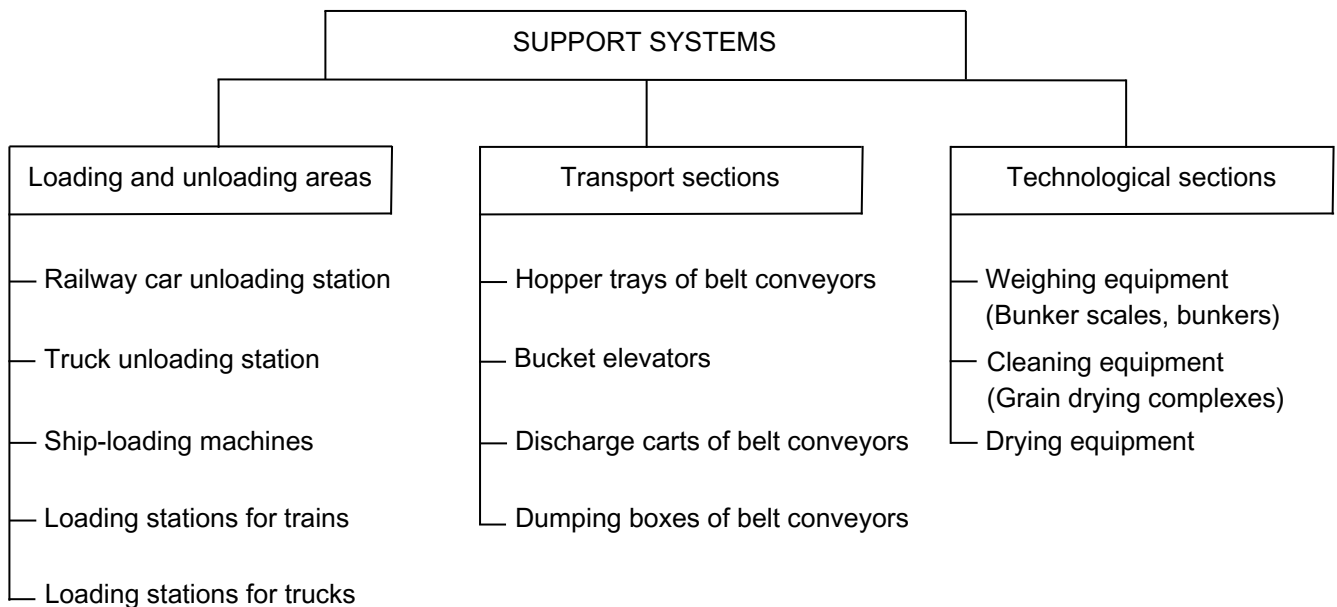 SUPPORT SYSTEMS
Loading and unloading areas
Railway car unloading station
Truck unloading station
Ship-loading machines
Loading stations for trains
Loading stations for trucks
Transport sections
Hopper trays of belt conveyors
Bucket elevators
Discharge carts of belt conveyors
Dumping boxes of belt conveyors
Technological sections
Weighing equipment
(Bunker scales, bunkers)
Cleaning equipment
(Grain drying complexes)
Drying equipment